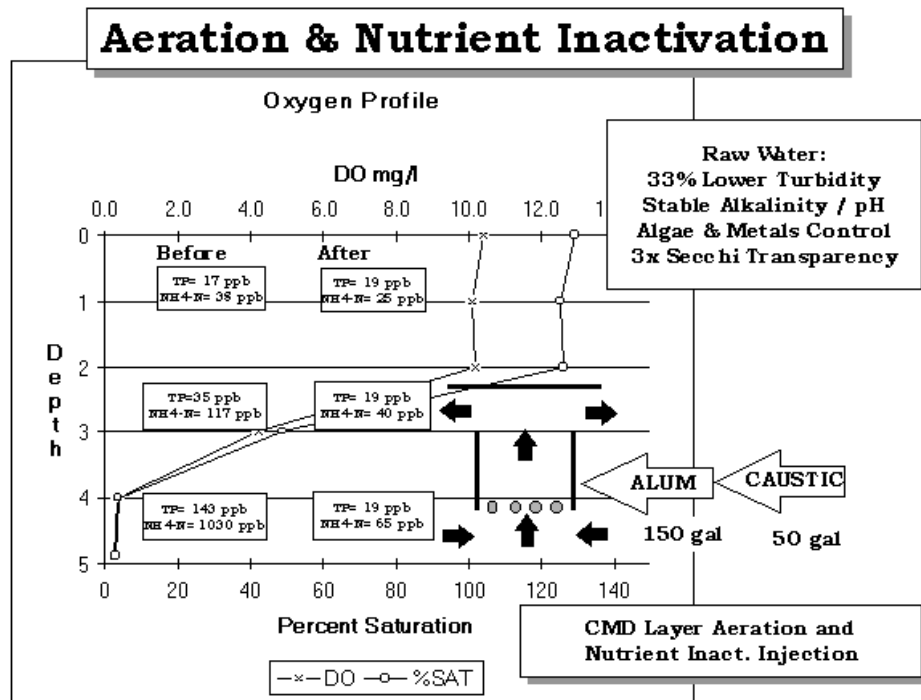 Aeration & Nutrient Inactivation
Oxygen Profile
DO mg/l
0.0 2.0 4.0 6.0 8.0 10.0 12.0 1
Raw Water:
33% Lower Turbidity
Stable Alkalinity / pH
Algae & Metals Control
3x Secchi Transparency
Depth
0
1
2
3
4
5
Before After
TP= 17 ppb
NH4-N= 38 ppb
TP= 19 ppb
NH4-N= 25 ppb
TP=35 ppb
NH4-N= 117 ppb
TP= 19 ppb
NH4-N= 40 ppb
TP= 143 ppb
NH4-N= 1030 ppb
TP= 19 ppb
NH4-N= 65 ppb
ALUM
CAUSTIC
150 gal
50 gal
0 20 40 60 80 100 120 140
Percent Saturation
DO %SAT
CMD Layer Aeration and
Nutrient Inact. Injection